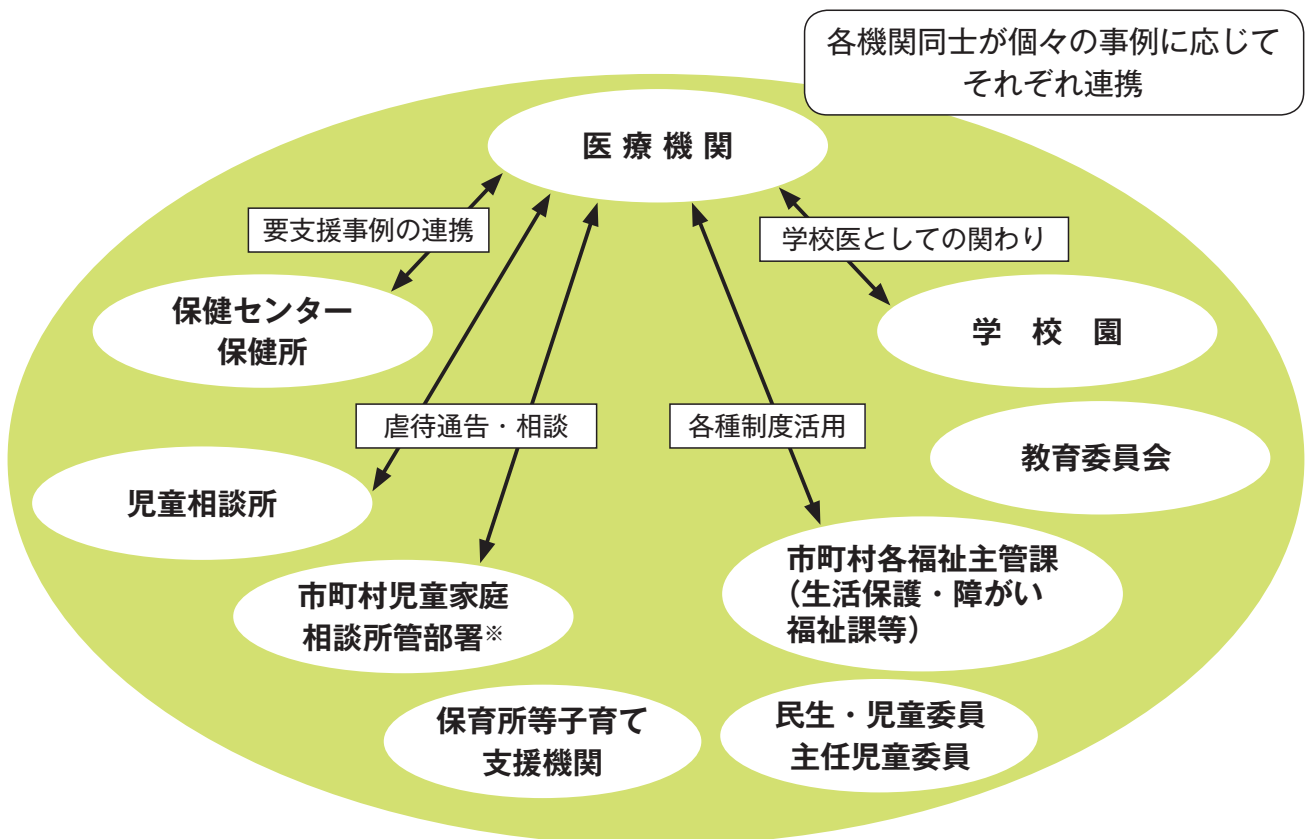 各機関同士が個々の事例に応じて
それぞれ連携
医療機関
要支援事例の連携
学校医としての関わり
保健センター
保健所
学校園
虐待通告・相談
各種制度活用
教育委員会
児童相談所
市町村児童家庭
相談所管部署※
市町村各福祉主管課
（生活保護・障がい
福祉課等）
保育所等子育て
支援機関
民生・児童委員
主任児童委員